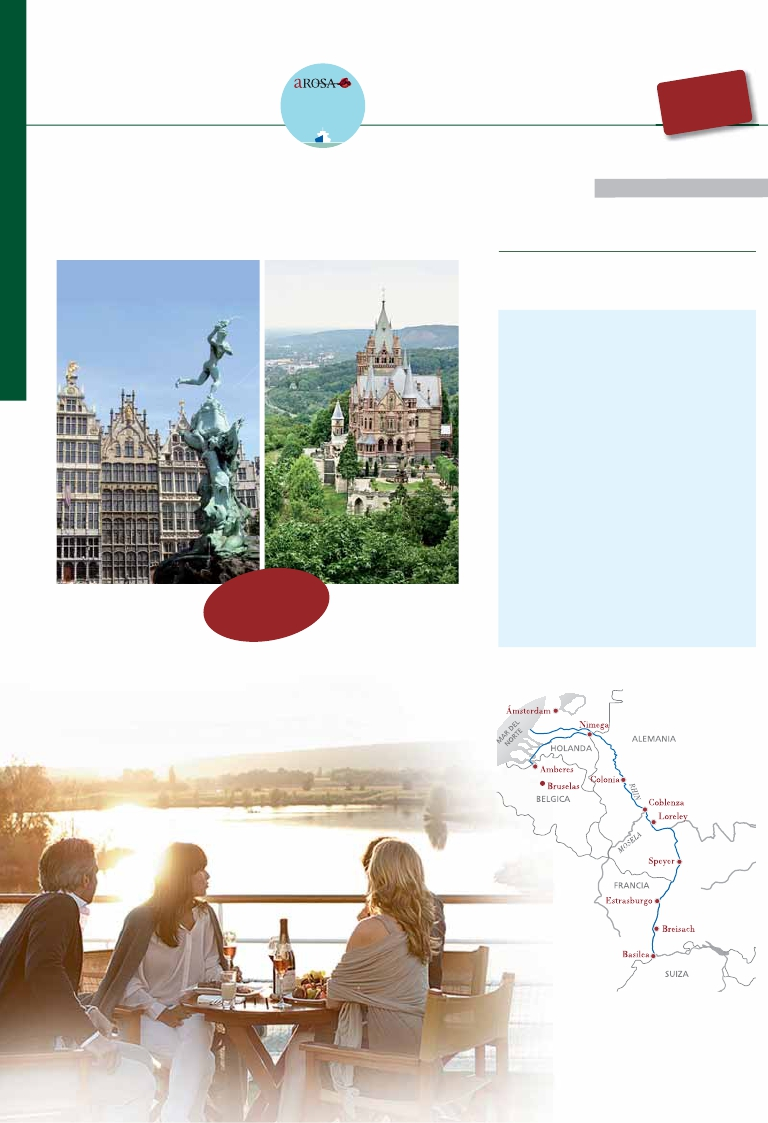 aROSA
Ámsterdam
Nimega
MAR DEL
NORTE
ALEMANIA
HOLANDA
Amberes
Colonia
RHIN
Bruselas
BELGICA
Coblenza
Loreley
MOSELA
Speyer
FRANCIA
Estrasburgo
Breisach
Basilea
SUIZA